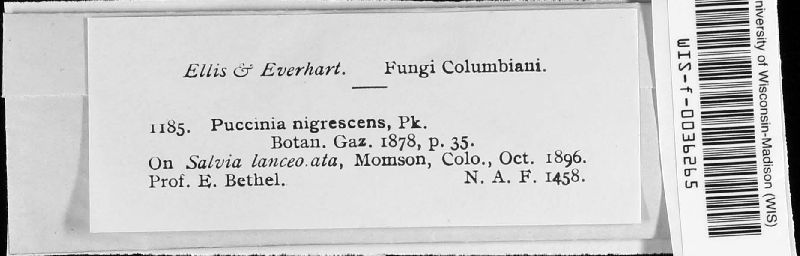 Ellis & Everhart. Fungi Columbiani.
1185. Puccinia nigrescens, Pk.
Botan. Gaz. 1878, p. 35.
On Salvia lanceo.ata, Momson, Colo., Oct. 1896.
Prof. E. Bethel. N. A. F. 1458.
niversity of Wisconsin-Madison (WIS)
WIS-f-0036265